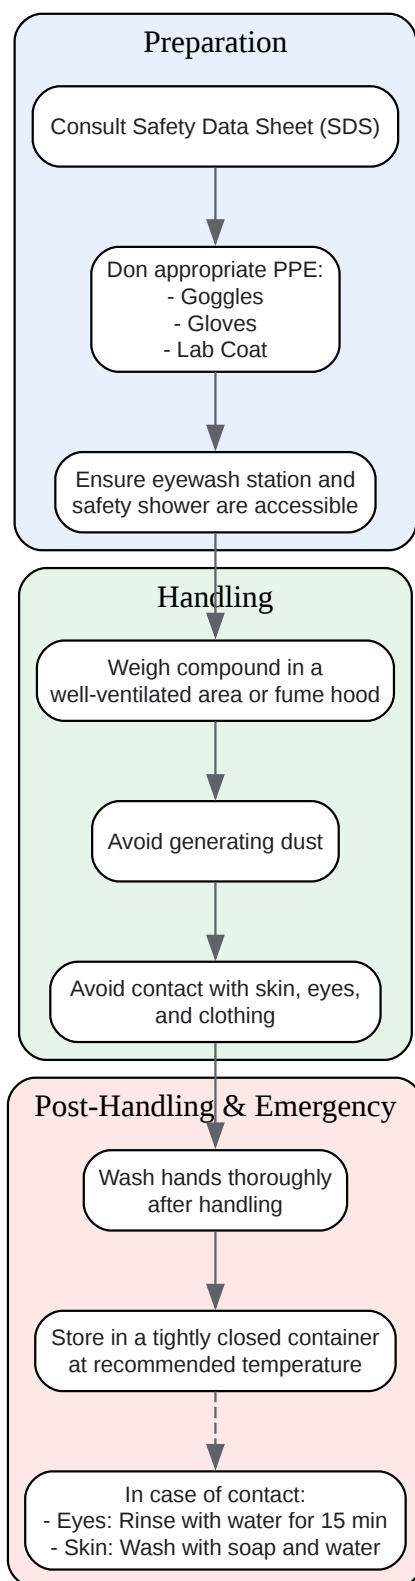 Preparation
Consult Safety Data Sheet (SDS)
Don appropriate PPE:
- Goggles
- Gloves
- Lab Coat
Ensure eyewash station and
safety shower are accessible
Handling
Weigh compound in a
well-ventilated area or fume hood
Avoid generating dust
Avoid contact with skin, eyes,
and clothing
Post-Handling & Emergency
Wash hands thoroughly
after handling
Store in a tightly closed container
at recommended temperature
In case of contact:
- Eyes: Rinse with water for 15 min
- Skin: Wash with soap and water